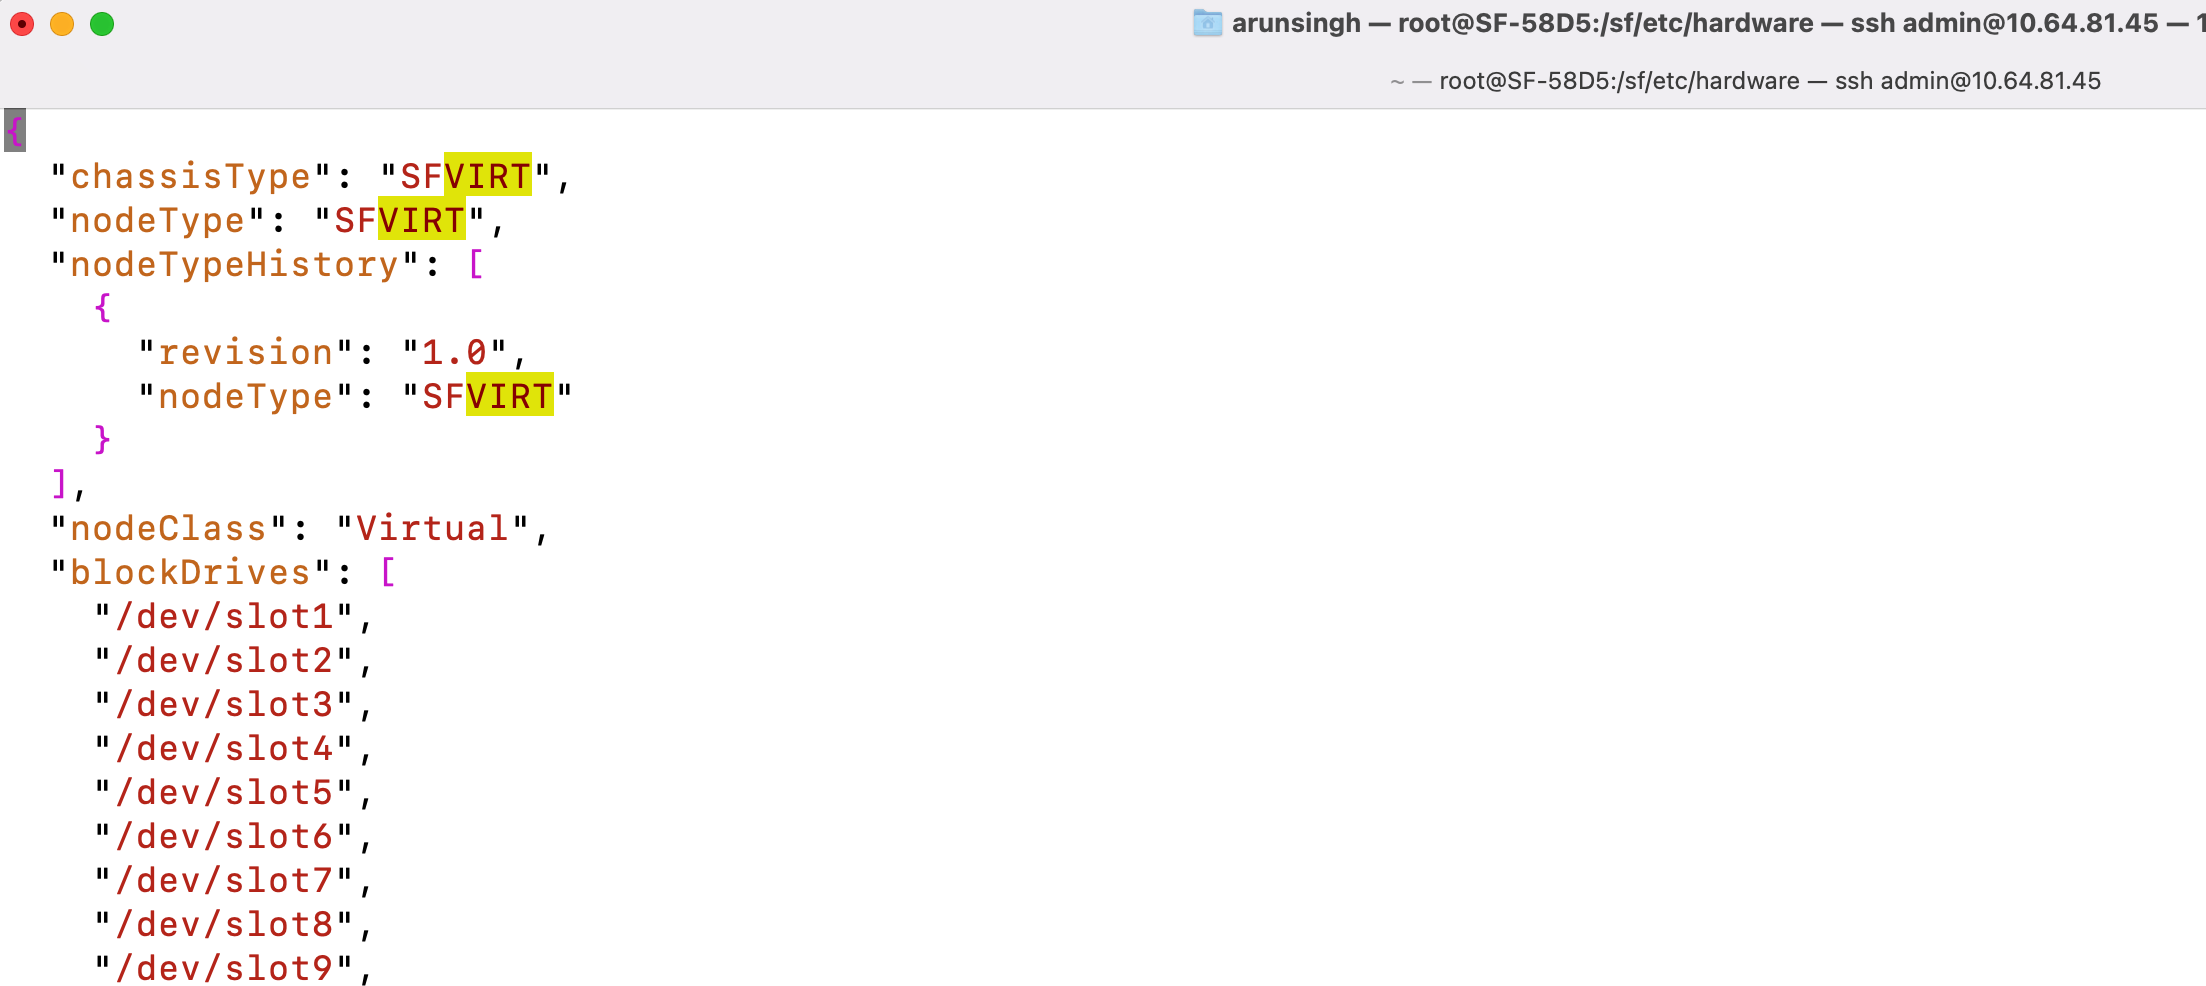 arunsingh — root@SF-58D5:/sf/etc/hardware — ssh admin@10.64.81.45 — 1
~ — root@SF-58D5:/sf/etc/hardware — ssh admin@10.64.81.45
{
  "chassisType": "SFVIRT",
  "nodeType": "SFVIRT",
  "nodeTypeHistory": [
    {
      "revision": "1.0",
      "nodeType": "SFVIRT"
    }
  ],
  "nodeClass": "Virtual",
  "blockDrives": [
    "/dev/slot1",
    "/dev/slot2",
    "/dev/slot3",
    "/dev/slot4",
    "/dev/slot5",
    "/dev/slot6",
    "/dev/slot7",
    "/dev/slot8",
    "/dev/slot9",